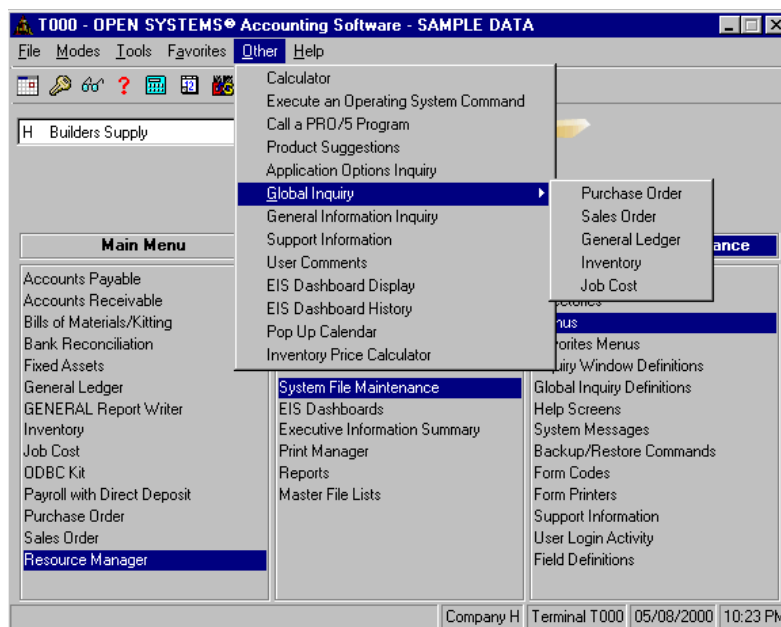 T000 - OPEN SYSTEMS® Accounting Software - SAMPLE DATA
File Modes Tools Favorites Other Help
H Builders Supply
Calculator
Execute an Operating System Command
Call a PRO/5 Program
Product Suggestions
Application Options Inquiry
Global Inquiry
General Information Inquiry
Support Information
User Comments
EIS Dashboard Display
EIS Dashboard History
Pop Up Calendar
Inventory Price Calculator
Purchase Order
Sales Order
General Ledger
Inventory
Job Cost
Main Menu
Accounts Payable
Accounts Receivable
Bills of Materials/Kitting
Bank Reconciliation
Fixed Assets
General Ledger
GENERAL Report Writer
Inventory
Job Cost
ODBC Kit
Payroll with Direct Deposit
Purchase Order
Sales Order
Resource Manager
System File Maintenance
EIS Dashboards
Executive Information Summary
Print Manager
Reports
Master File Lists
Inquiry Window Definitions
Global Inquiry Definitions
Help Screens
System Messages
Backup/Restore Commands
Form Codes
Form Printers
Support Information
User Login Activity
Field Definitions
Company H Terminal T000 05/08/2000 10:23 PM